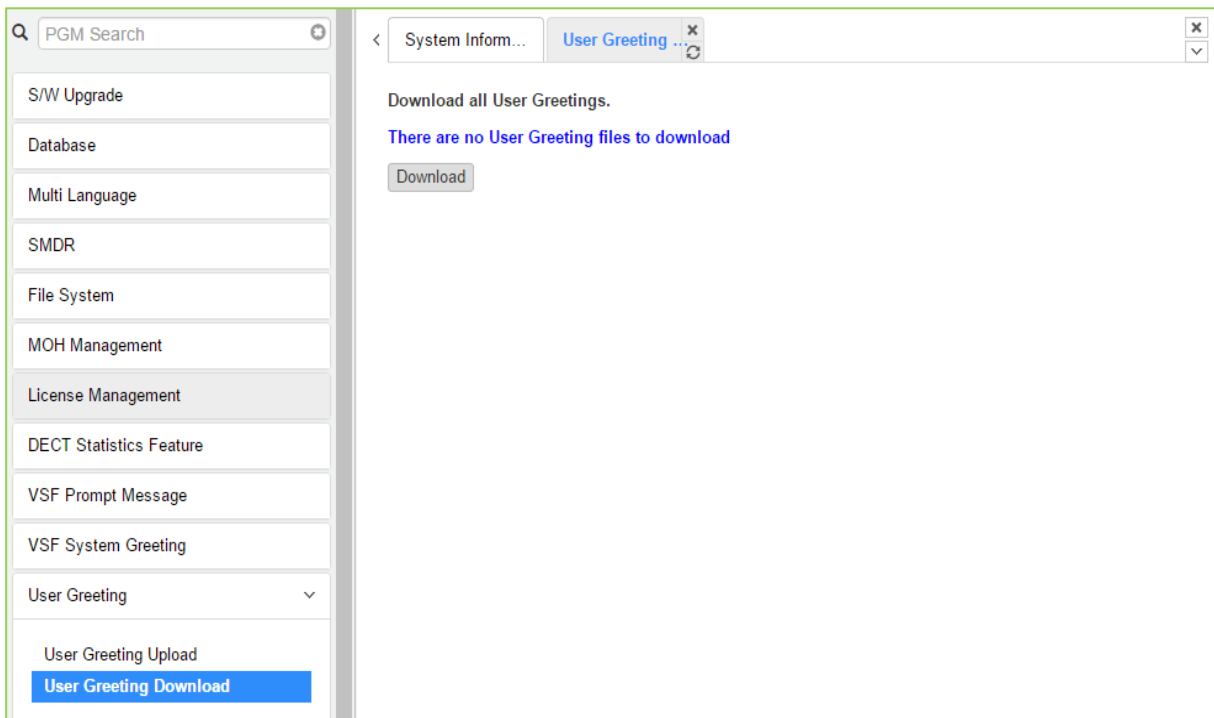 PGM Search
S/W Upgrade
Database
Multi Language
SMDR
File System
MOH Management
License Management
DECT Statistics Feature
VSF Prompt Message
VSF System Greeting
User Greeting
User Greeting Upload
User Greeting Download
System Inform...
User Greeting ...
Download all User Greetings.
There are no User Greeting files to download
Download